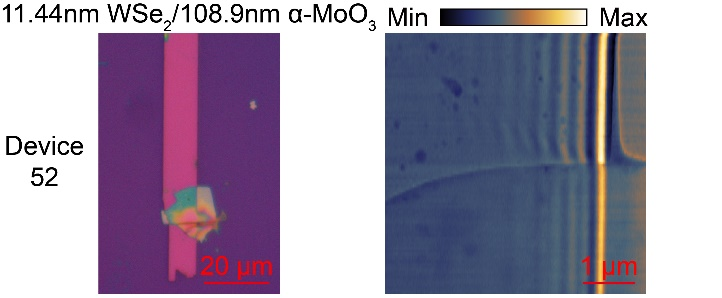 11.44nm WSe₂/108.9nm α-MoO₃ Min Max
Device
52
20 μm
1 μm